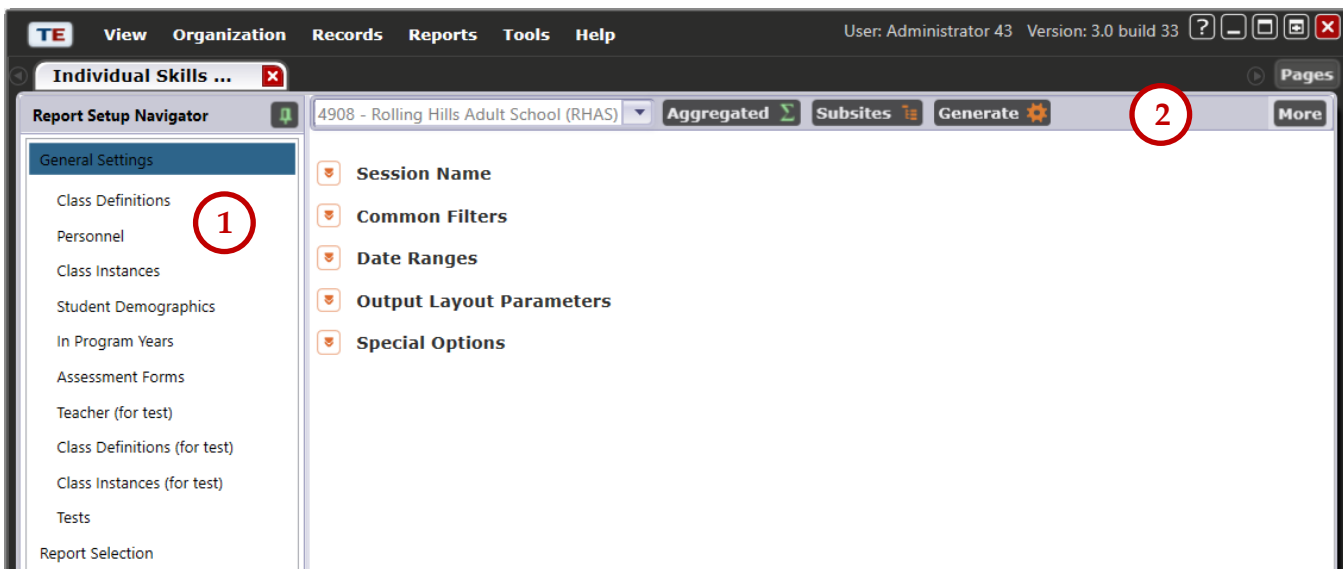 TE View Organization Records Reports Tools Help User: Administrator 43 Version: 3.0 build 33 ?
Individual Skills ... Pages
Report Setup Navigator 4908 - Rolling Hills Adult School (RHAS) Aggregated Σ Subsites Generate 2 More
General Settings
Session Name
Class Definitions
1
Common Filters
Personnel
Date Ranges
Class Instances
Output Layout Parameters
Student Demographics
In Program Years
Special Options
Assessment Forms
Teacher (for test)
Class Definitions (for test)
Class Instances (for test)
Tests
Report Selection